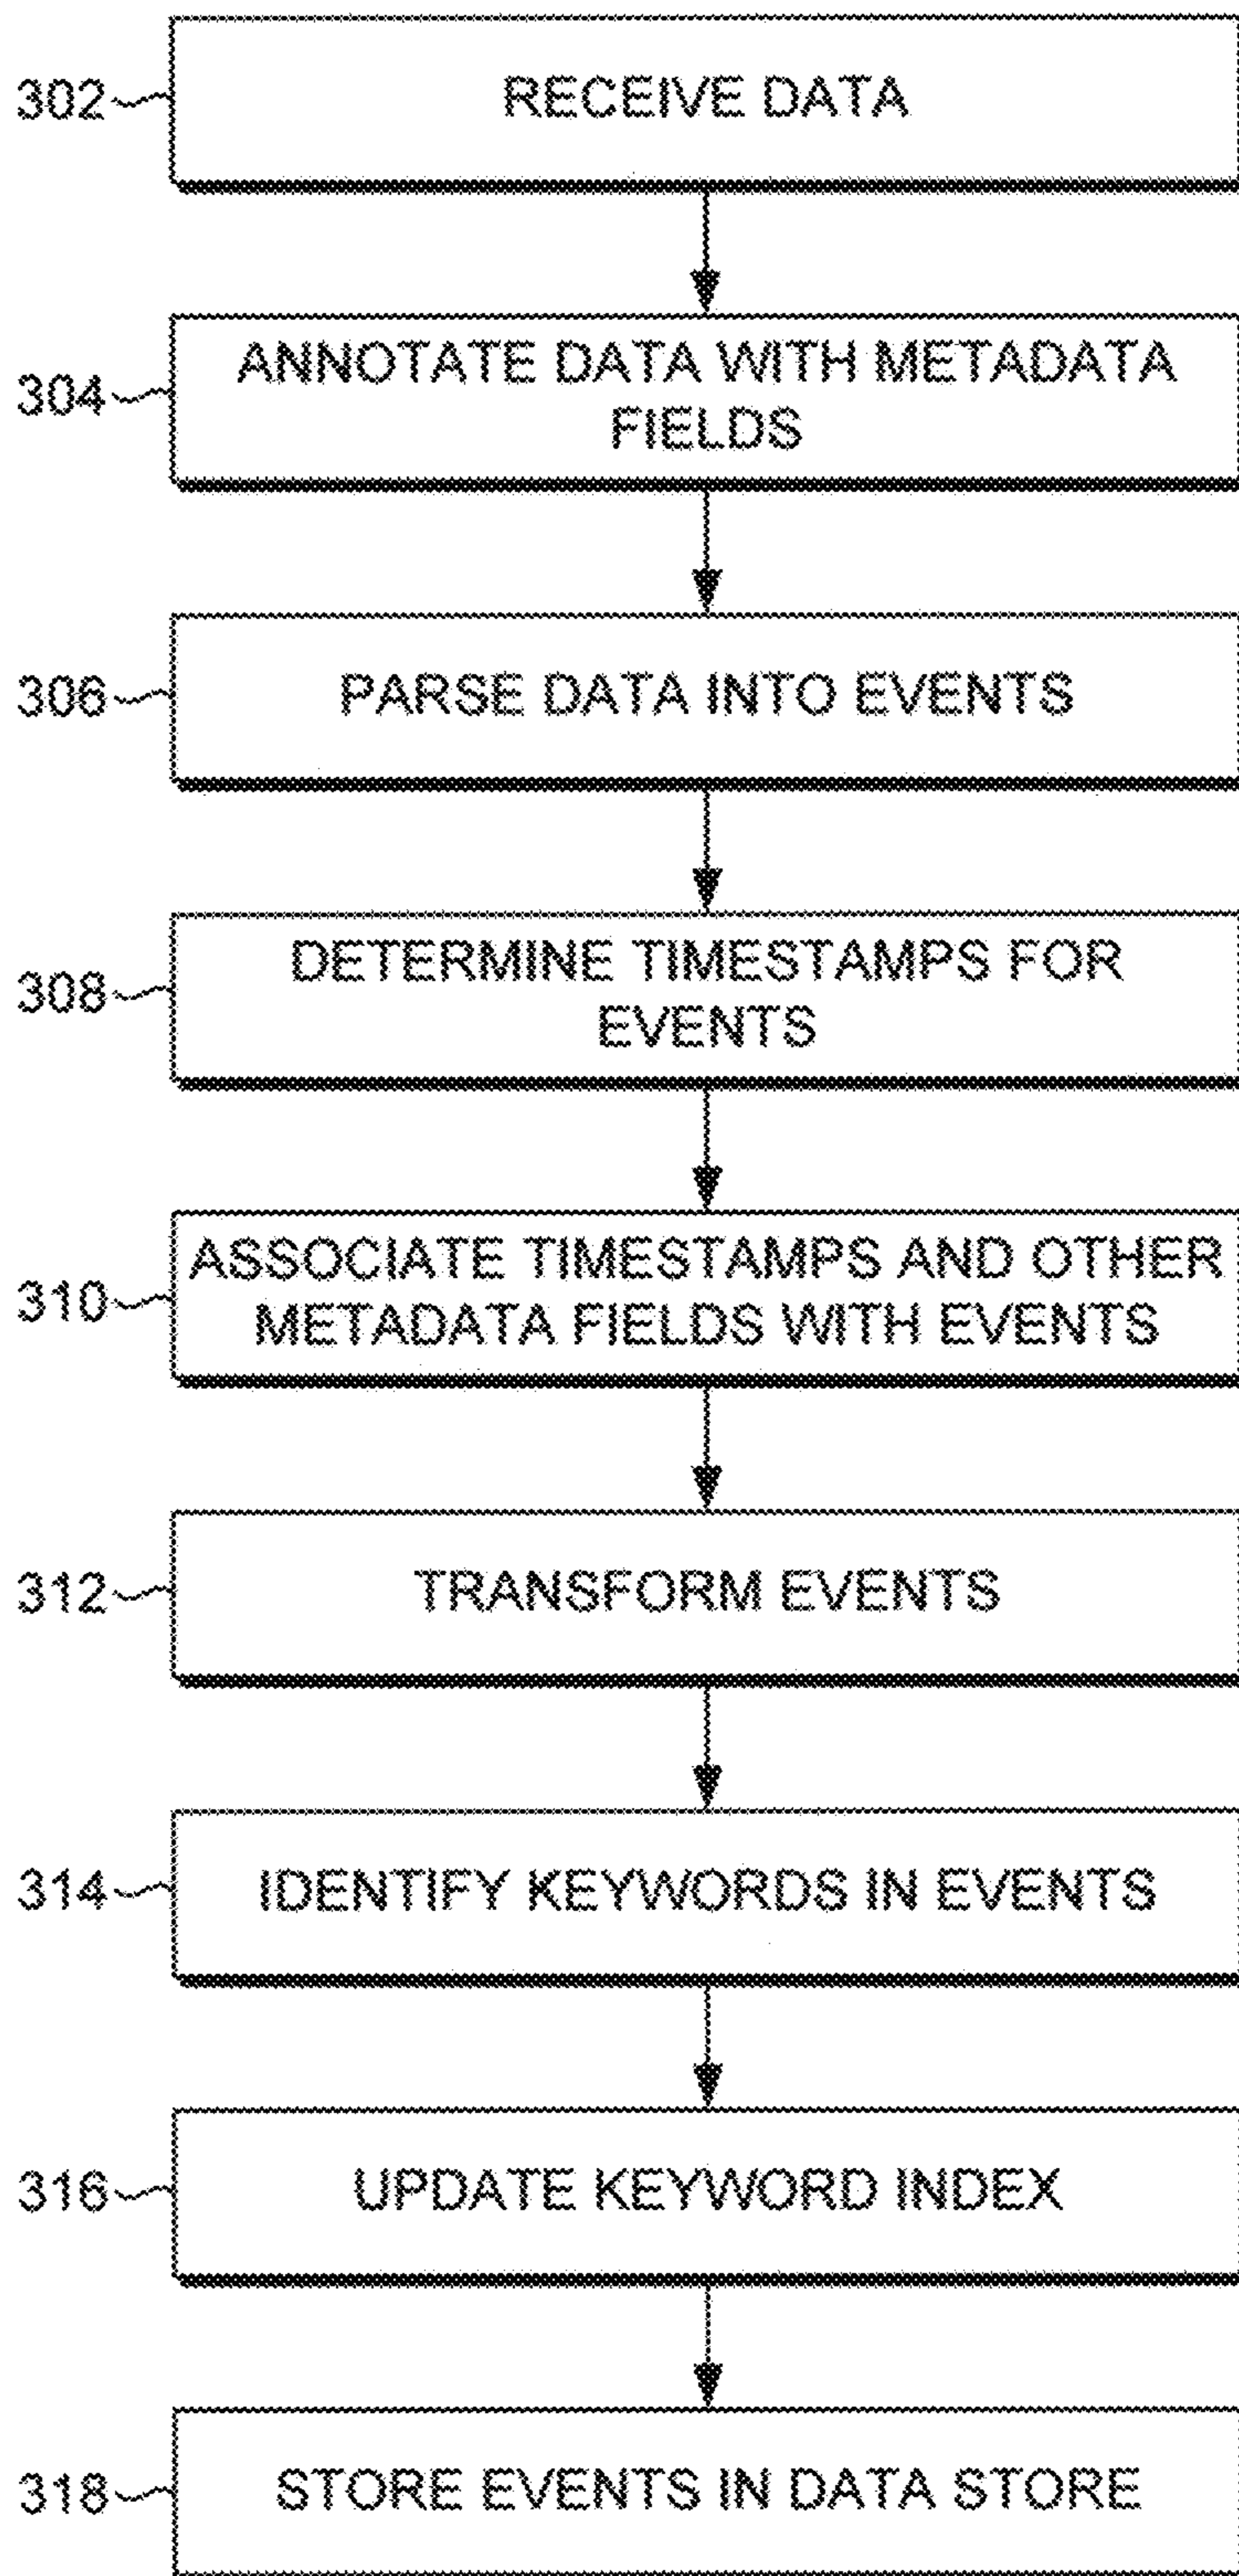 302
RECEIVE DATA
304
ANNOTATE DATA WITH METADATA
FIELDS
306
PARSE DATA INTO EVENTS
308
DETERMINE TIMESTAMPS FOR
EVENTS
310
ASSOCIATE TIMESTAMPS AND OTHER
METADATA FIELDS WITH EVENTS
312
TRANSFORM EVENTS
314
IDENTIFY KEYWORDS IN EVENTS
316
UPDATE KEYWORD INDEX
318
STORE EVENTS IN DATA STORE